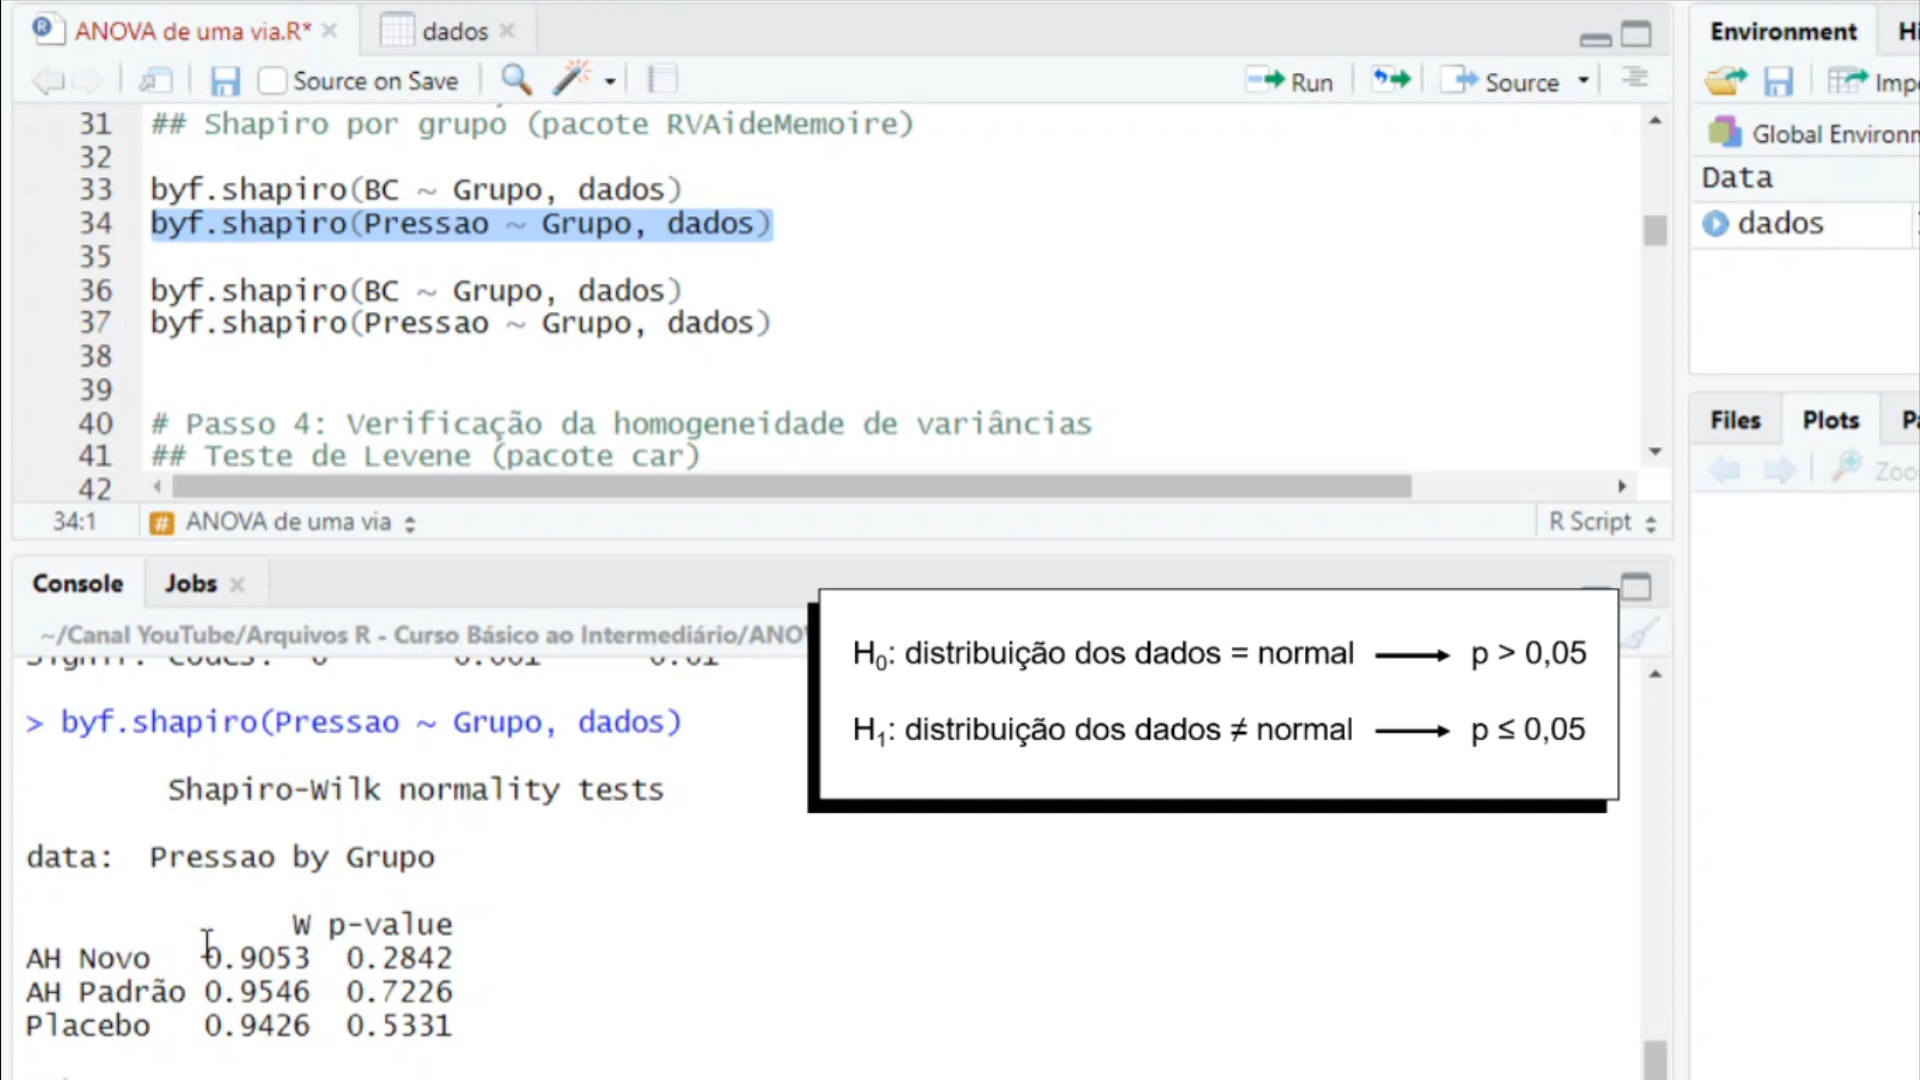 ANOVA de uma via.R*
dados
Source on Save
Run
Source
31 ## Shapiro por grupo (pacote RVAideMemoire)
32
33 byf.shapiro(BC ~ Grupo, dados)
34 byf.shapiro(Pressao ~ Grupo, dados)
35
36 byf.shapiro(BC ~ Grupo, dados)
37 byf.shapiro(Pressao ~ Grupo, dados)
38
39
40 # Passo 4: Verificação da homogeneidade de variâncias
41 ## Teste de Levene (pacote car)
42
34:1 # ANOVA de uma via R Script
Console Jobs
~/Canal YouTube/Arquivos R - Curso Básico ao Intermediário/ANO
> byf.shapiro(Pressao ~ Grupo, dados)
Shapiro-Wilk normality tests
data: Pressao by Grupo
W p-value
AH Novo 0.9053 0.2842
AH Padrão 0.9546 0.7226
Placebo 0.9426 0.5331
H0: distribuição dos dados = normal → p > 0,05
H1: distribuição dos dados ≠ normal → p ≤ 0,05
Environment Hi
Impo
Global Environm
Data
dados
Files Plots Pa
Zoo